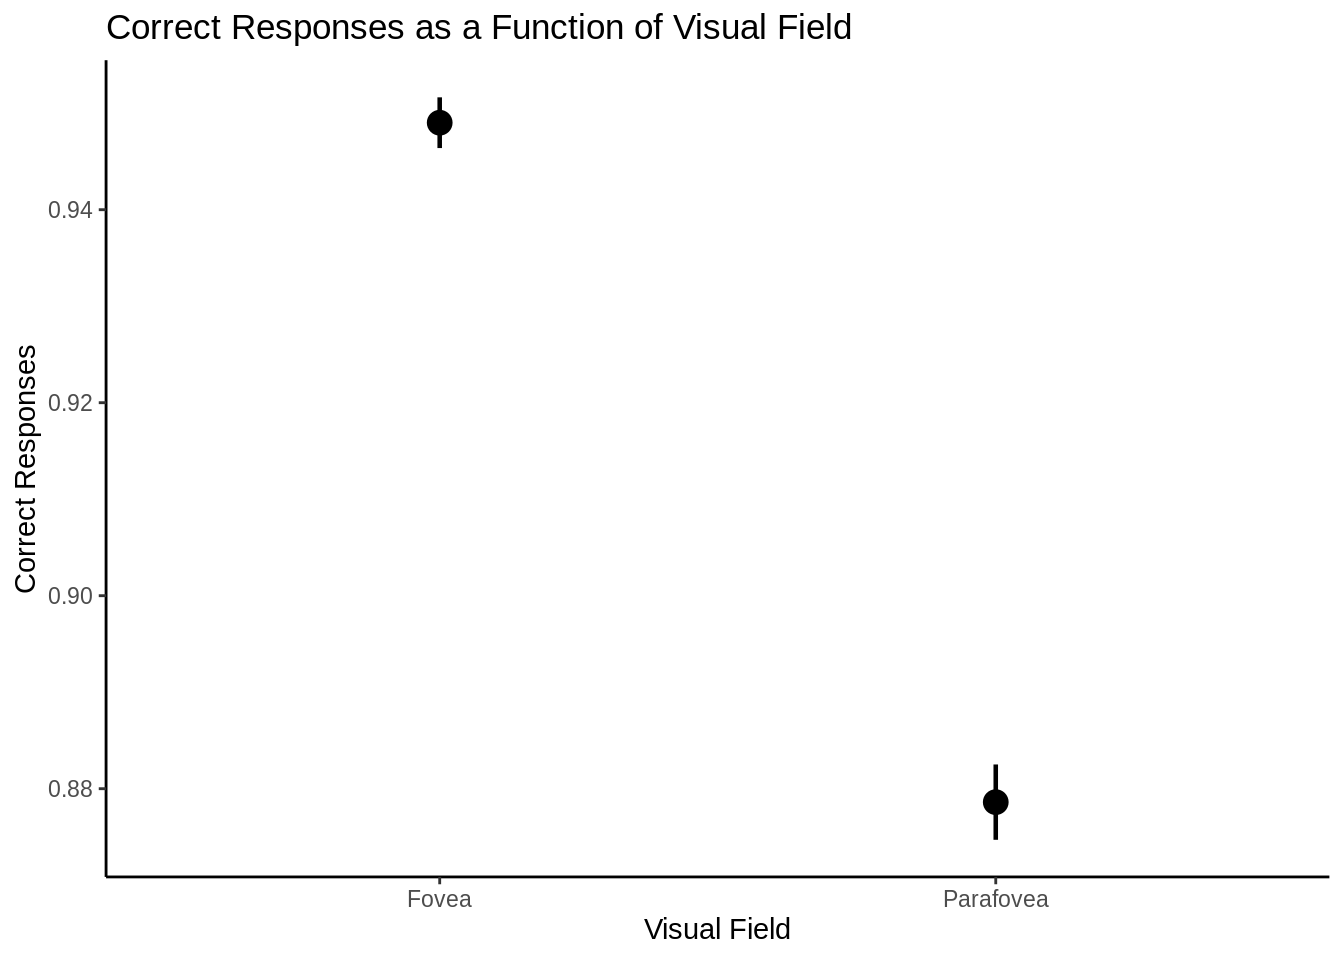 Correct Responses as a Function of Visual Field
Correct Responses
0.94
0.92
0.90
0.88
Fovea Parafovea
Visual Field